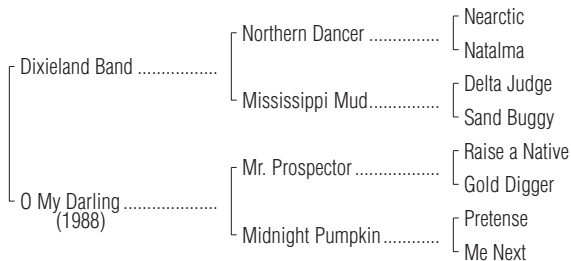 Nearctic
Northern Dancer ...............
Natalma
Dixieland Band .................
Delta Judge
Mississippi Mud...............
Sand Buggy
Raise a Native
Mr. Prospector ..................
Gold Digger
O My Darling ....................
(1988)
Pretense
Midnight Pumpkin............
Me Next